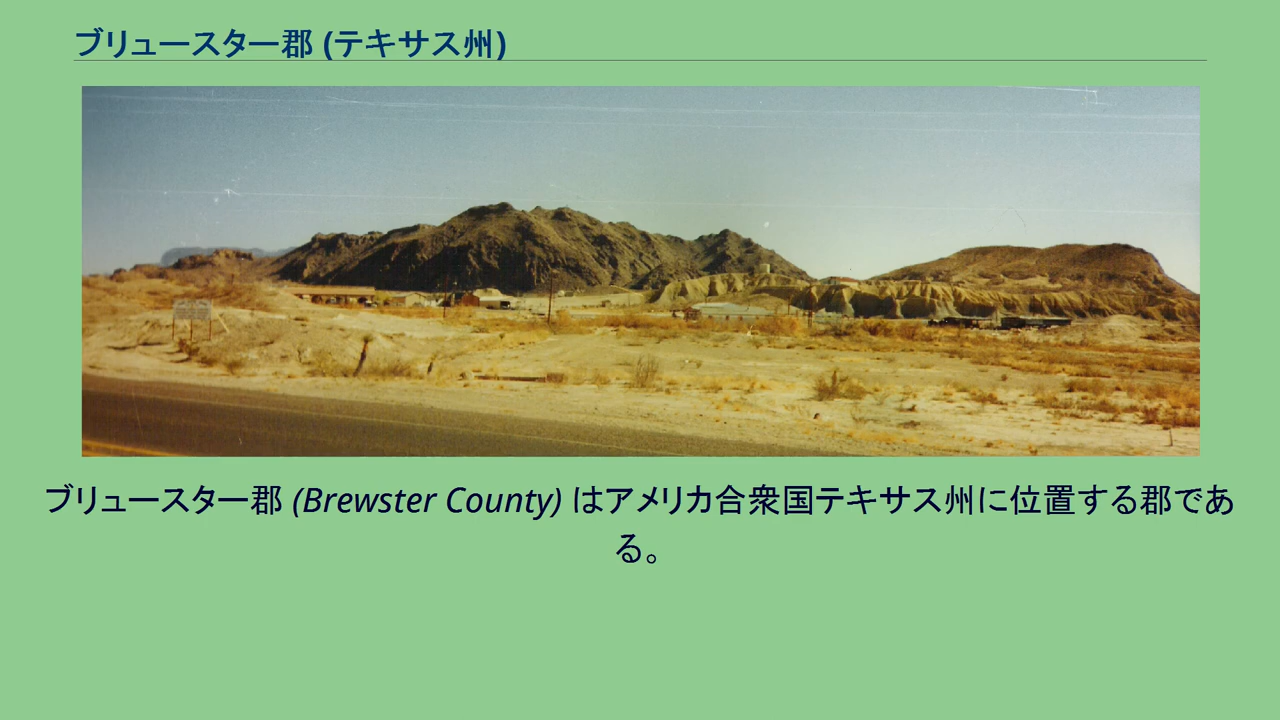 ブリュースター郡 (テキサス州)
ブリュースター郡 (Brewster County) はアメリカ合衆国テキサス州に位置する郡であ
る。